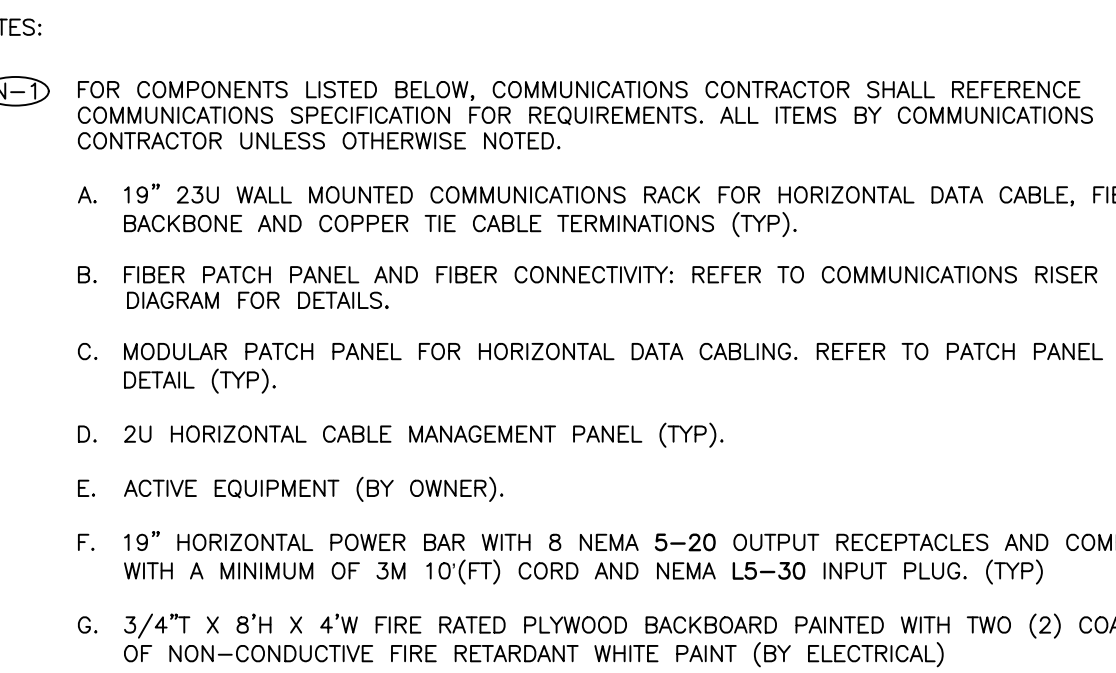 TES:
N-1 FOR COMPONENTS LISTED BELOW, COMMUNICATIONS CONTRACTOR SHALL REFERENCE
COMMUNICATIONS SPECIFICATION FOR REQUIREMENTS. ALL ITEMS BY COMMUNICATIONS
CONTRACTOR UNLESS OTHERWISE NOTED.
A. 19" 23U WALL MOUNTED COMMUNICATIONS RACK FOR HORIZONTAL DATA CABLE, FIB
BACKBONE AND COPPER TIE CABLE TERMINATIONS (TYP).
B. FIBER PATCH PANEL AND FIBER CONNECTIVITY: REFER TO COMMUNICATIONS RISER
DIAGRAM FOR DETAILS.
C. MODULAR PATCH PANEL FOR HORIZONTAL DATA CABLING. REFER TO PATCH PANEL
DETAIL (TYP).
D. 2U HORIZONTAL CABLE MANAGEMENT PANEL (TYP).
E. ACTIVE EQUIPMENT (BY OWNER).
F. 19" HORIZONTAL POWER BAR WITH 8 NEMA 5-20 OUTPUT RECEPTACLES AND COM
WITH A MINIMUM OF 3M 10'(FT) CORD AND NEMA L5-30 INPUT PLUG. (TYP)
G. 3/4"T X 8'H X 4'W FIRE RATED PLYWOOD BACKBOARD PAINTED WITH TWO (2) COA
OF NON-CONDUCTIVE FIRE RETARDANT WHITE PAINT (BY ELECTRICAL)